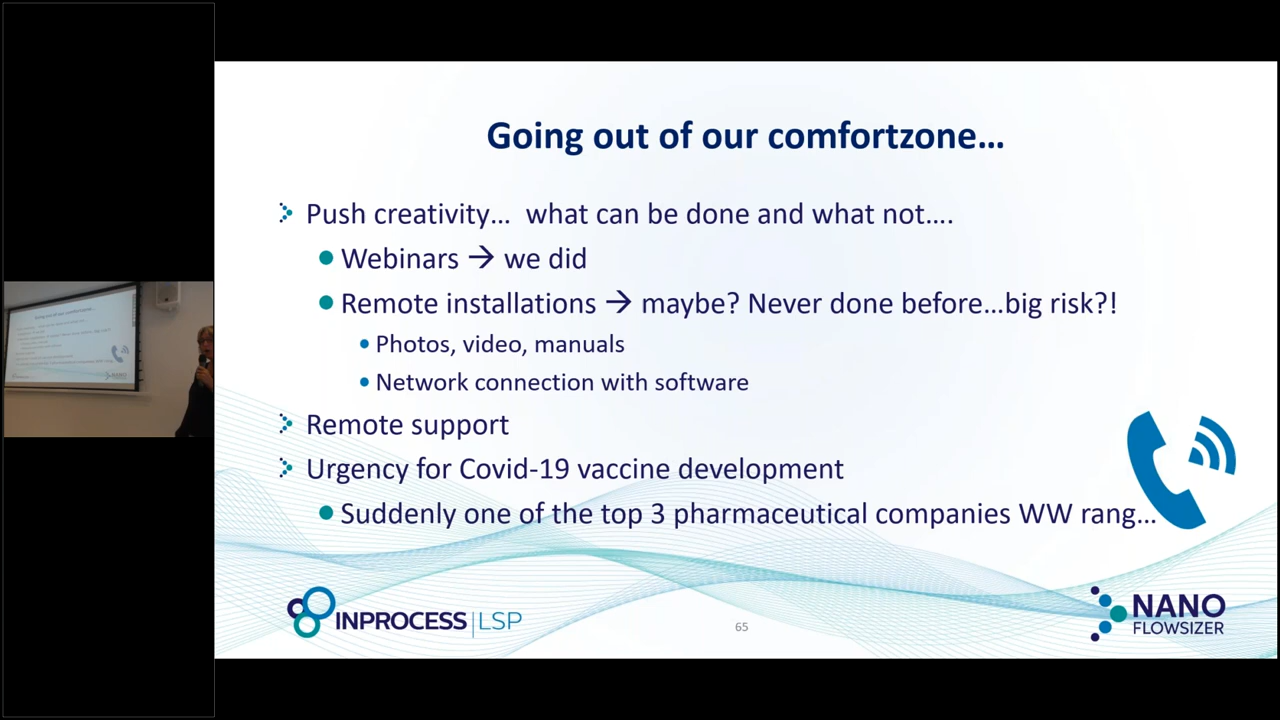 Going out of our comfortzone...
Push creativity... what can be done and what not....
Webinars → we did
Remote installations → maybe? Never done before...big risk?!
Photos, video, manuals
Network connection with software
Remote support
Urgency for Covid-19 vaccine development
Suddenly one of the top 3 pharmaceutical companies WW rang...
INPROCESS|LSP
65
NANO
FLOWSIZER